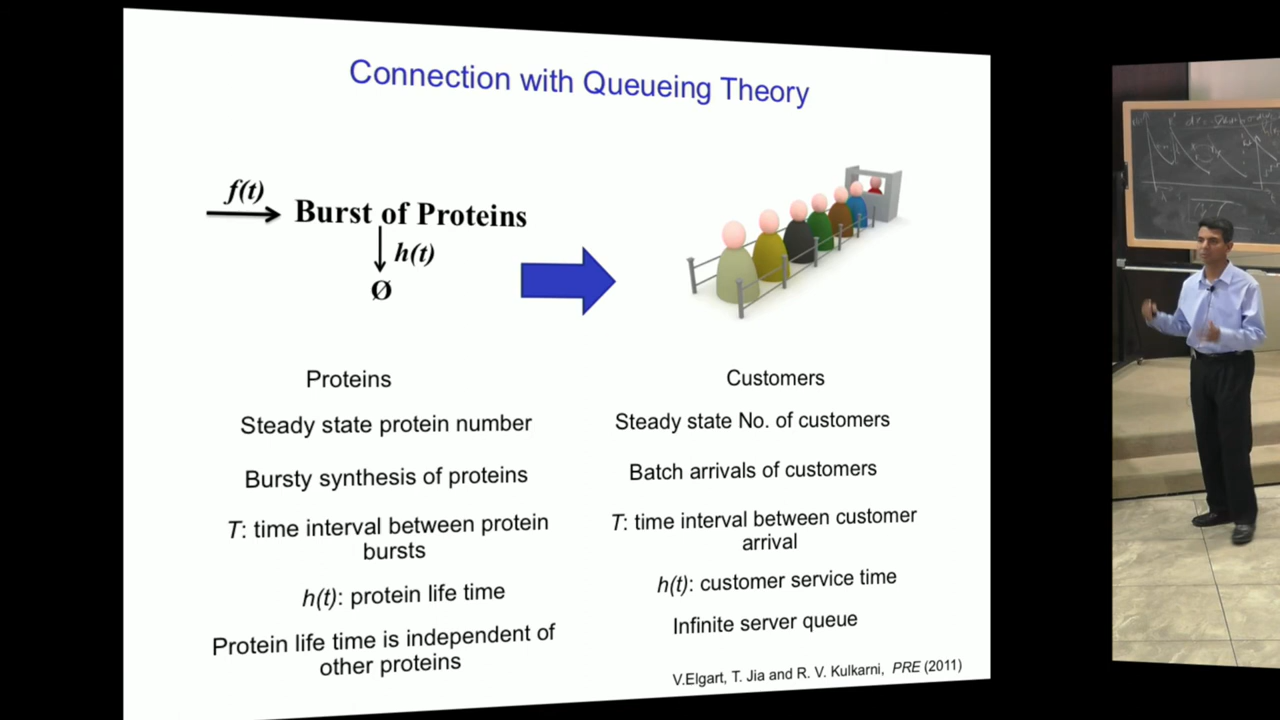 Connection with Queueing Theory
f(t)
Burst of Proteins
h(t)
Ø
Proteins
Customers
Steady state protein number
Steady state No. of customers
Bursty synthesis of proteins
Batch arrivals of customers
T: time interval between protein
bursts
T: time interval between customer
arrival
h(t): protein life time
h(t): customer service time
Protein life time is independent of
other proteins
Infinite server queue
V.Elgart, T. Jia and R. V. Kulkarni, PRE (2011)